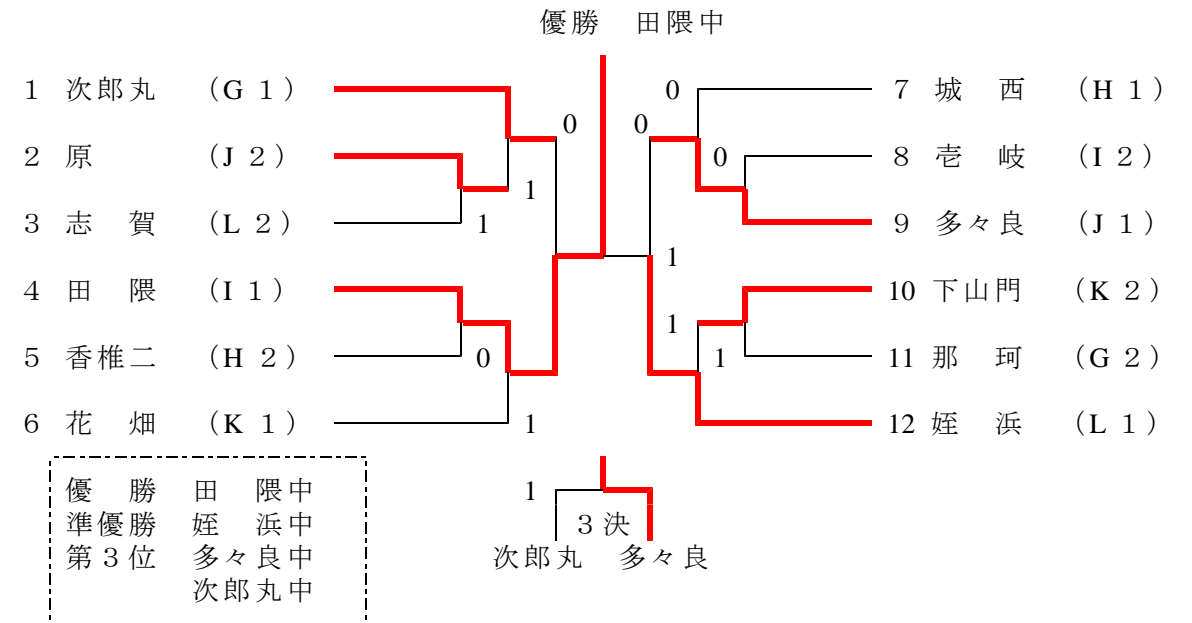 優勝　田隈中
1 次郎丸 （G 1）
2 原 （J 2）
3 志　賀 （L 2）
4 田　隈 （I 1）
5 香椎二 （H 2）
6 花　畑 （K 1）
0
1
1
0
1
0
0
0
1
1
1
7 城　西 （H 1）
8 壱　岐 （I 2）
9 多々良 （J 1）
10 下山門 （K 2）
11 那　珂 （G 2）
12 姪　浜 （L 1）
1
3決
次郎丸　多々良
優　勝　田　隈中
準優勝　姪　浜中
第3位　多々良中
次郎丸中